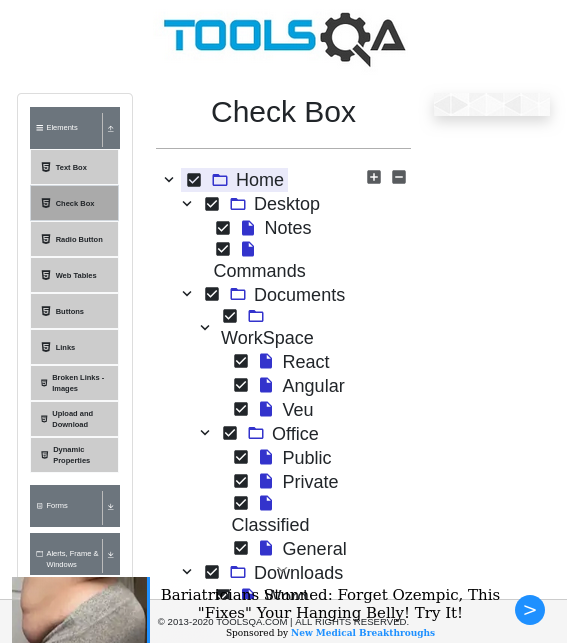 TOOLSQA
Elements
Text Box
Check Box
Radio Button
Web Tables
Buttons
Links
Broken Links -
Images
Upload and
Download
Dynamic
Properties
Forms
Alerts, Frame &
Windows
Check Box
Home
Desktop
Notes
Commands
Documents
WorkSpace
React
Angular
Veu
Office
Public
Private
Classified
General
Downloads
Bariatricians Stunned: Forget Ozempic, This
"Fixes" Your Hanging Belly! Try It!
© 2013-2020 TOOLSQA.COM | ALL RIGHTS RESERVED.
Sponsored by New Medical Breakthroughs